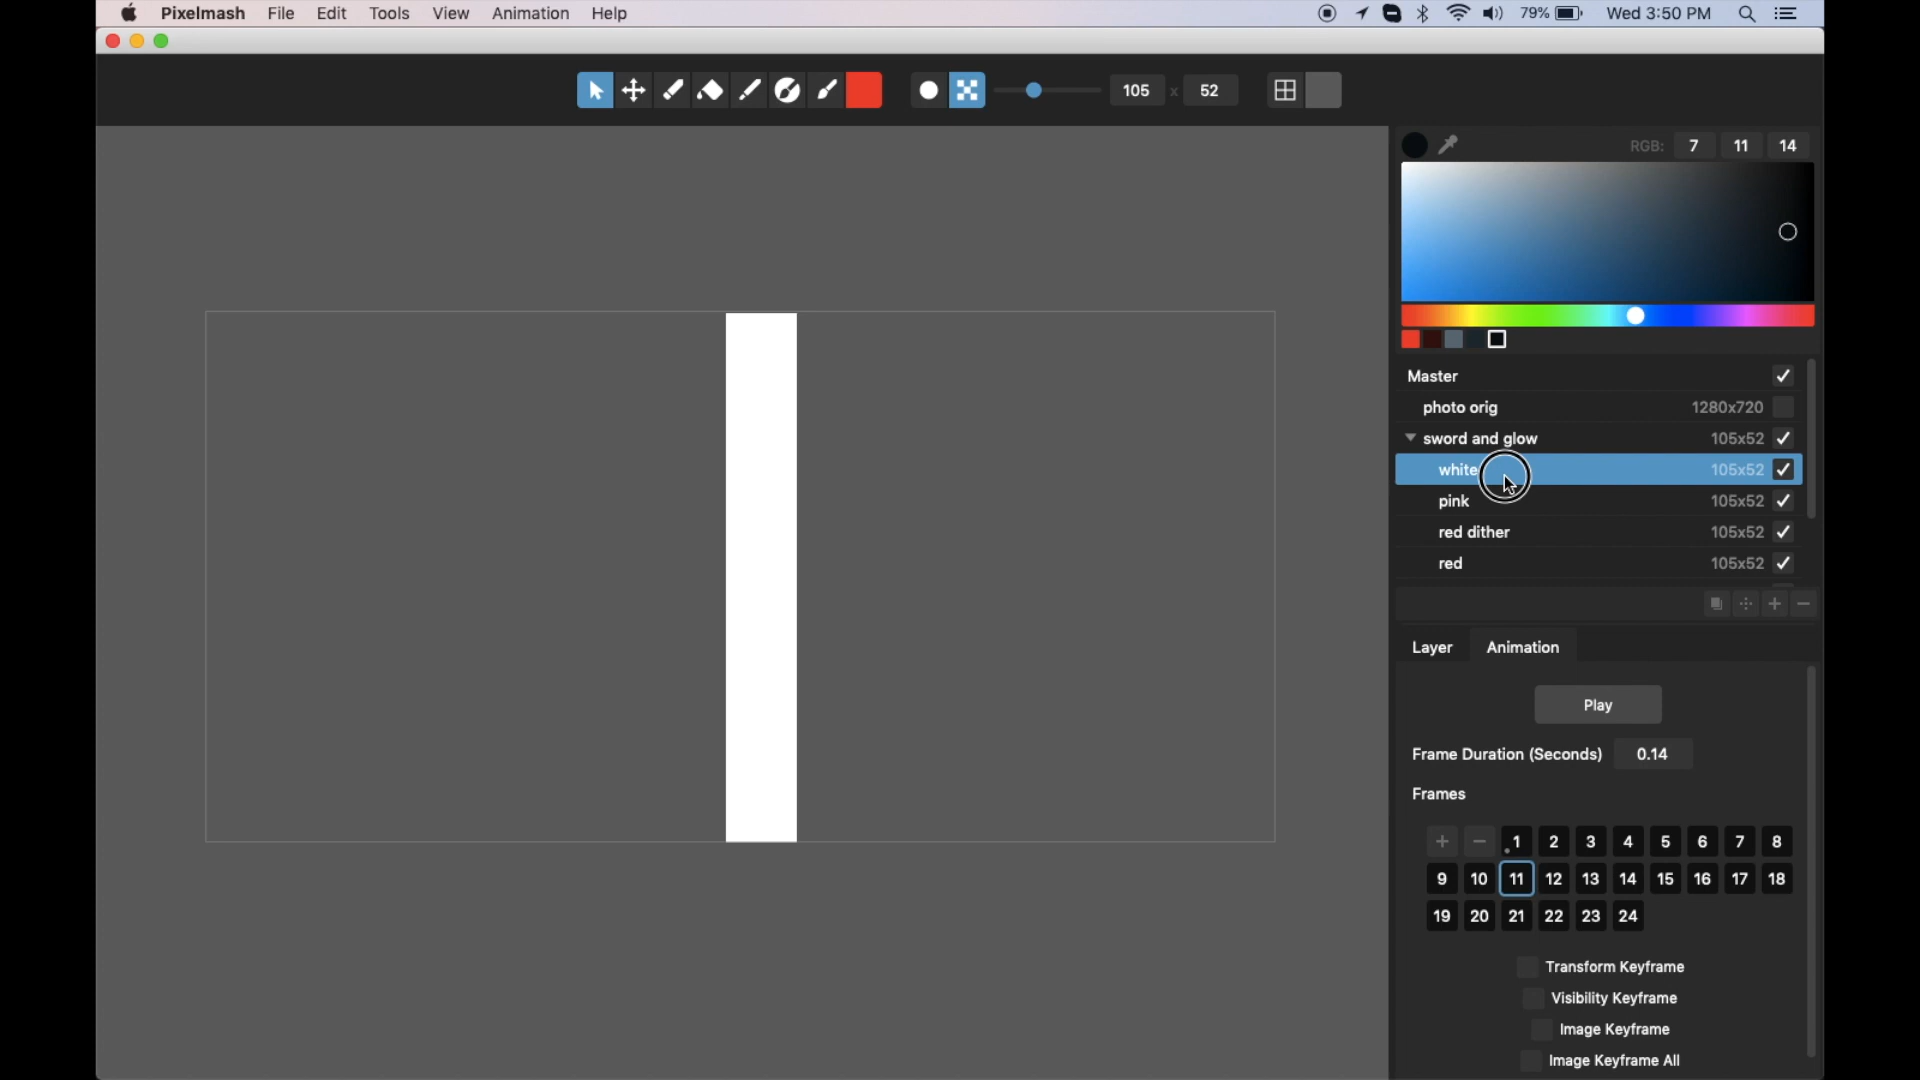 Pixelmash File Edit Tools View Animation Help 79% Wed 3:50 PM
105 x 52
RGB: 7 11 14
Master
photo orig 1280x720
sword and glow 105x52
white 105x52
pink 105x52
red dither 105x52
red 105x52
Layer Animation
Play
Frame Duration (Seconds) 0.14
Frames
+ − 1 2 3 4 5 6 7 8
9 10 11 12 13 14 15 16 17 18
19 20 21 22 23 24
Transform Keyframe
Visibility Keyframe
Image Keyframe
Image Keyframe All